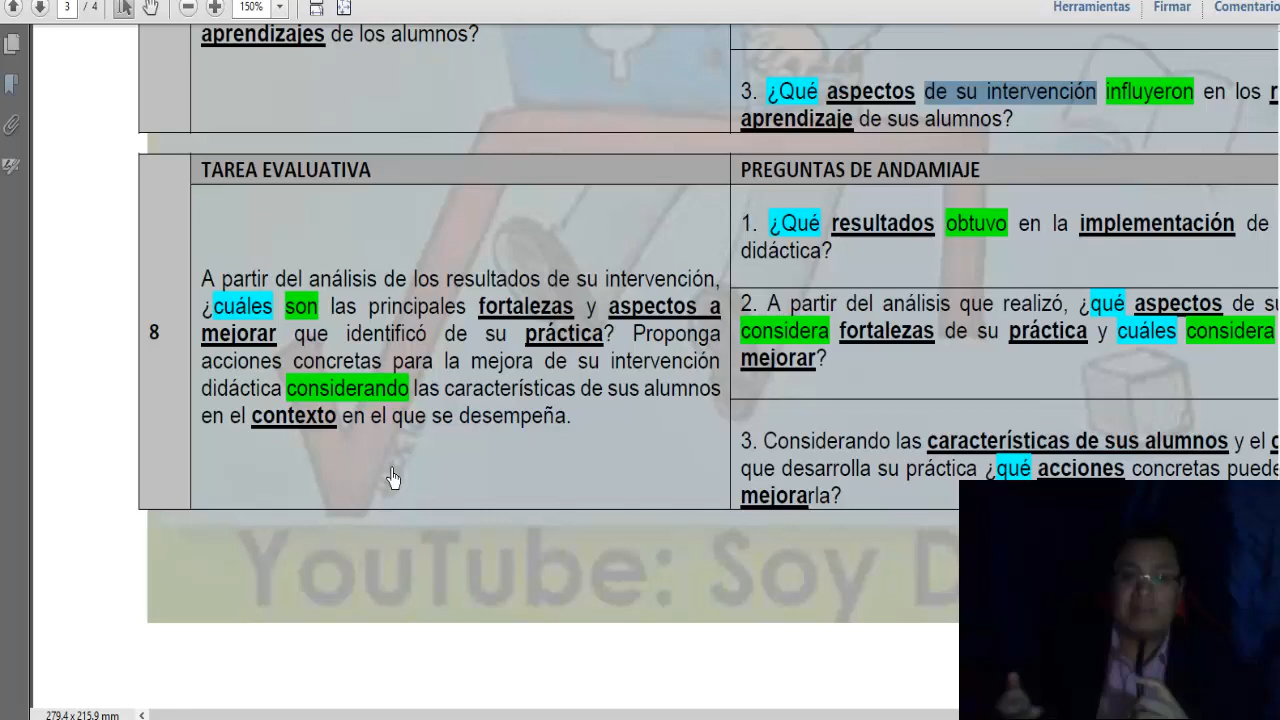 3 / 4
150%
Herramientas
Firmar
Comentario
aprendizajes de los alumnos?
3. ¿Qué aspectos de su intervención influyeron en los
aprendizaje de sus alumnos?
TAREA EVALUATIVA
PREGUNTAS DE ANDAMIAJE
8
A partir del análisis de los resultados de su intervención,
¿cuáles son las principales fortalezas y aspectos a
mejorar que identificó de su práctica? Proponga
acciones concretas para la mejora de su intervención
didáctica considerando las características de sus alumnos
en el contexto en el que se desempeña.
1. ¿Qué resultados obtuvo en la implementación de
didáctica?
2. A partir del análisis que realizó, ¿qué aspectos de su
considera fortalezas de su práctica y cuáles considera
mejorar?
3. Considerando las características de sus alumnos y el
que desarrolla su práctica ¿qué acciones concretas puede
mejorarla?
YouTube: Soy D
279.4 x 215.9 mm